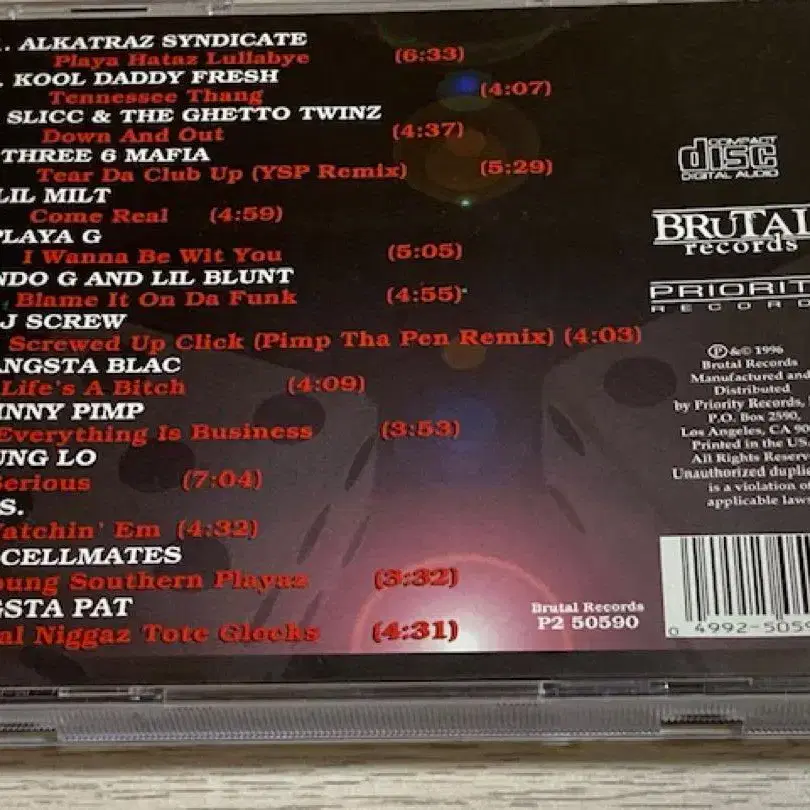 . ALKATRAZ SYNDICATE
Playa Hataz Lullabye (6:33)
. KOOL DADDY FRESH
Tennessee Thang (4:07)
SLICC & THE GHETTO TWINZ
Down And Out (4:37)
THREE 6 MAFIA
Tear Da Club Up (YSP Remix) (5:29)
LIL MILT
Come Real (4:59)
PLAYA G
I Wanna Be Wit You (5:05)
NDO G AND LIL BLUNT
Blame It On Da Funk (4:55)
J SCREW
Screwed Up Click (Pimp Tha Pen Remix) (4:03)
ANGSTA BLAC
Life's A Bitch (4:09)
INNY PIMP
Everything Is Business (3:53)
UNG LO
Serious (7:04)
S.
Watchin' Em (4:32)
CELLMATES
oung Southern Playaz (3:32)
GSTA PAT
al Niggaz Tote Glocks (4:31)
COMPACT
disc
DIGITAL AUDIO
BRUTAL
records
PRIORIT
RECORD
℗&© 1996
Brutal Records
Manufactured and
Distributed
by Priority Records,
P.O. Box 2590,
Los Angeles, CA 90
Printed in the US
All Rights Reserv
Unauthorized duplic
is a violation of
applicable laws
Brutal Records
P2 50590
0 4992-5059